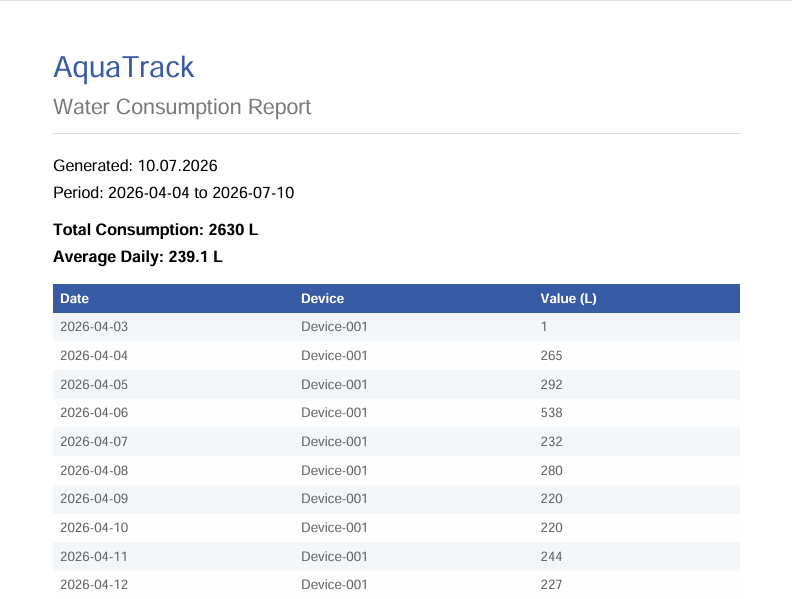 AquaTrack
Water Consumption Report
Generated: 10.07.2026
Period: 2026-04-04 to 2026-07-10
Total Consumption: 2630 L
Average Daily: 239.1 L
Date Device Value (L)
2026-04-03 Device-001 1
2026-04-04 Device-001 265
2026-04-05 Device-001 292
2026-04-06 Device-001 538
2026-04-07 Device-001 232
2026-04-08 Device-001 280
2026-04-09 Device-001 220
2026-04-10 Device-001 220
2026-04-11 Device-001 244
2026-04-12 Device-001 227